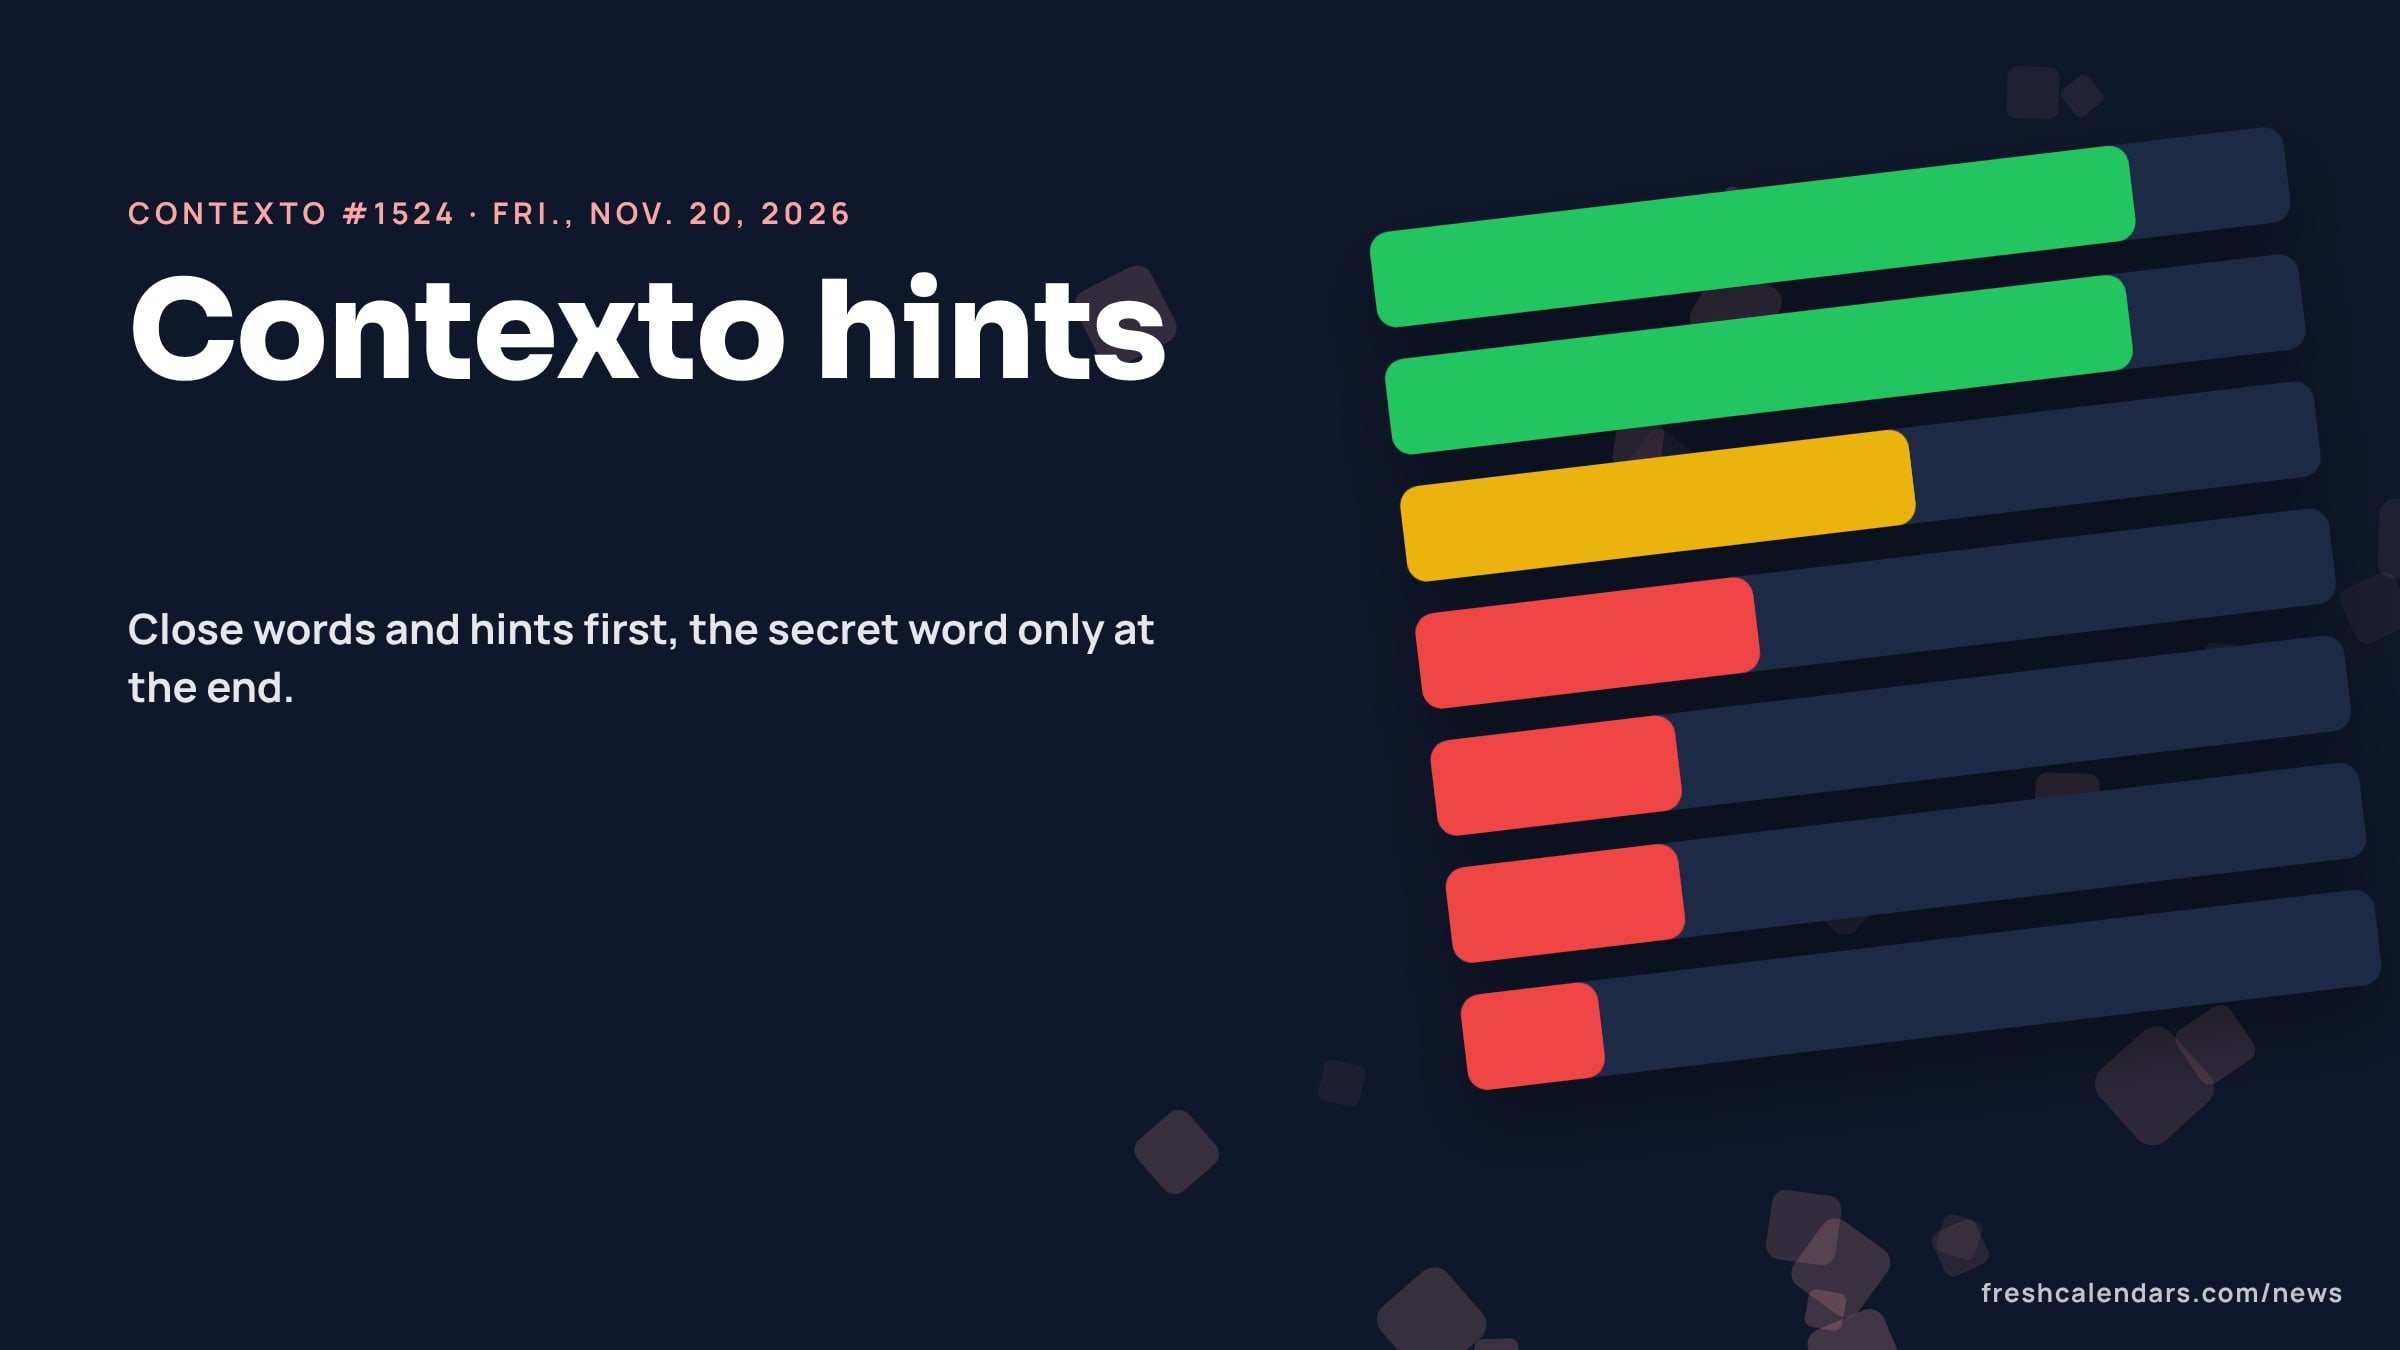 CONTEXTO #1524 · FRI., NOV. 20, 2026
Contexto hints
Close words and hints first, the secret word only at
the end.
freshcalendars.com/news